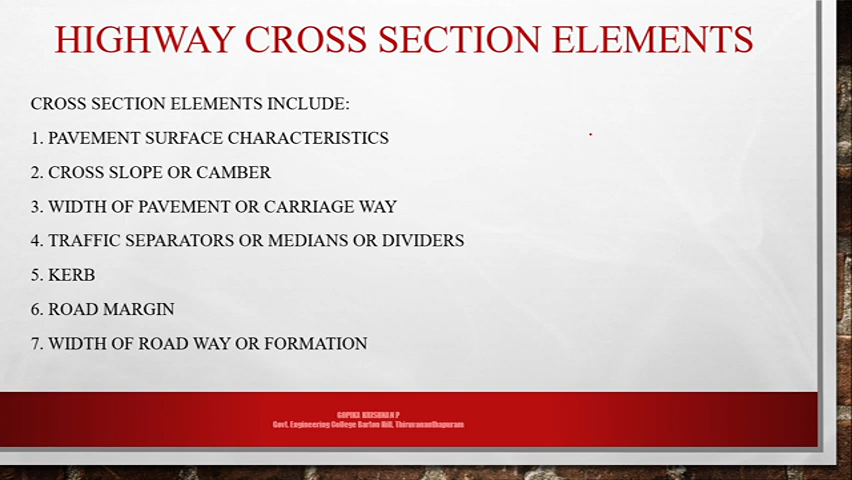 HIGHWAY CROSS SECTION ELEMENTS
CROSS SECTION ELEMENTS INCLUDE:
1. PAVEMENT SURFACE CHARACTERISTICS
2. CROSS SLOPE OR CAMBER
3. WIDTH OF PAVEMENT OR CARRIAGE WAY
4. TRAFFIC SEPARATORS OR MEDIANS OR DIVIDERS
5. KERB
6. ROAD MARGIN
7. WIDTH OF ROAD WAY OR FORMATION
GOPIKA KRISHNAN P
Govt. Engineering College Barton Hill, Thiruvananthapuram